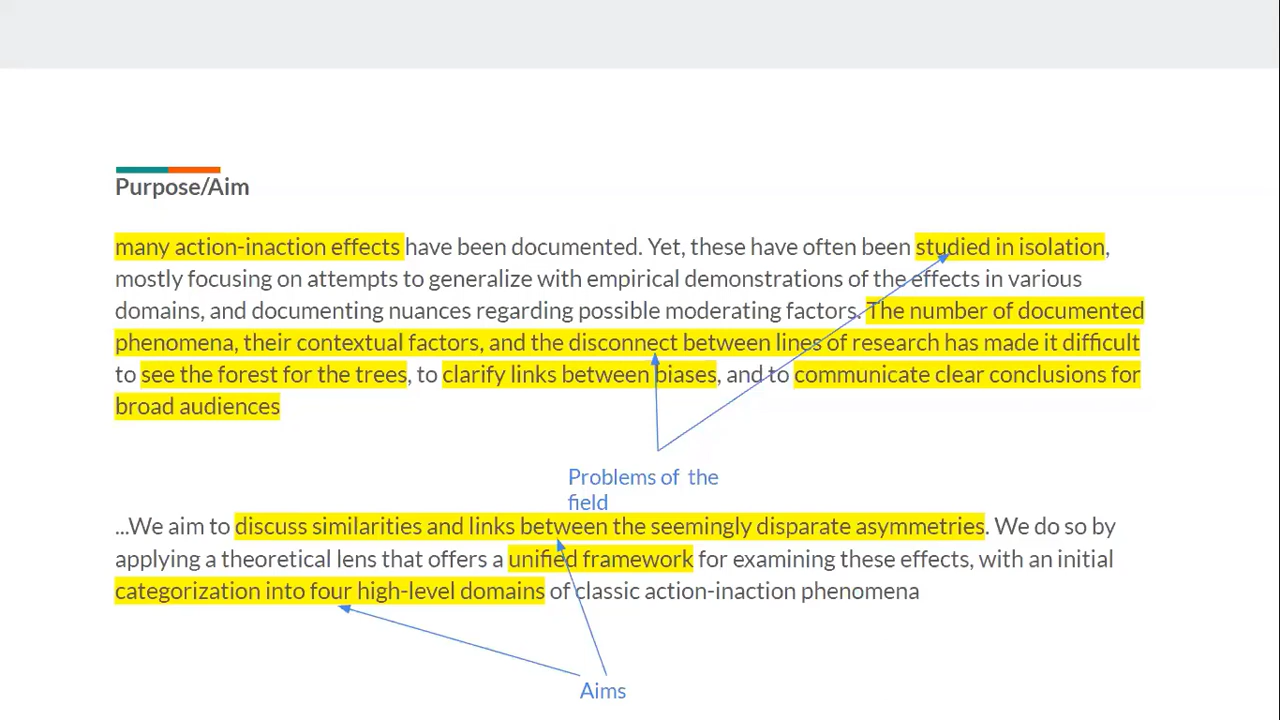 Purpose/Aim
many action-inaction effects have been documented. Yet, these have often been studied in isolation,
mostly focusing on attempts to generalize with empirical demonstrations of the effects in various
domains, and documenting nuances regarding possible moderating factors. The number of documented
phenomena, their contextual factors, and the disconnect between lines of research has made it difficult
to see the forest for the trees, to clarify links between biases, and to communicate clear conclusions for
broad audiences
Problems of the
field
...We aim to discuss similarities and links between the seemingly disparate asymmetries. We do so by
applying a theoretical lens that offers a unified framework for examining these effects, with an initial
categorization into four high-level domains of classic action-inaction phenomena
Aims